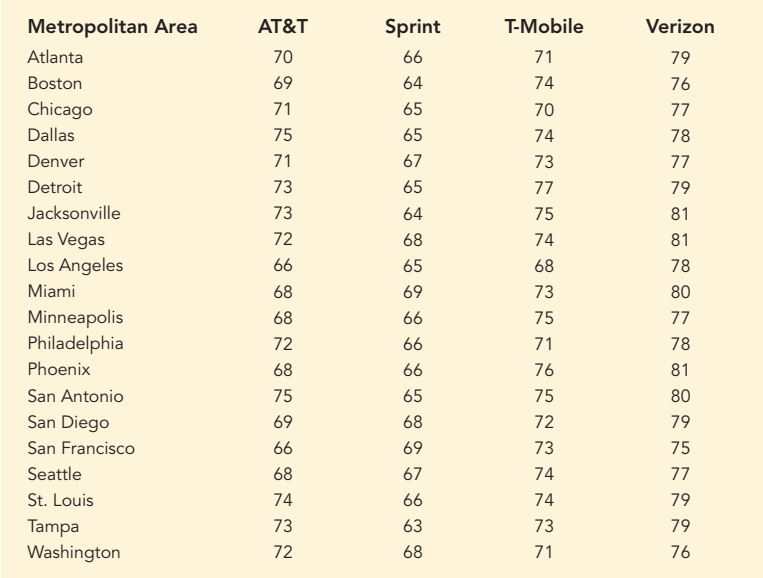 Metropolitan Area AT&T Sprint T-Mobile Verizon
Atlanta 70 66 71 79
Boston 69 64 74 76
Chicago 71 65 70 77
Dallas 75 65 74 78
Denver 71 67 73 77
Detroit 73 65 77 79
Jacksonville 73 64 75 81
Las Vegas 72 68 74 81
Los Angeles 66 65 68 78
Miami 68 69 73 80
Minneapolis 68 66 75 77
Philadelphia 72 66 71 78
Phoenix 68 66 76 81
San Antonio 75 65 75 80
San Diego 69 68 72 79
San Francisco 66 69 73 75
Seattle 68 67 74 77
St. Louis 74 66 74 79
Tampa 73 63 73 79
Washington 72 68 71 76